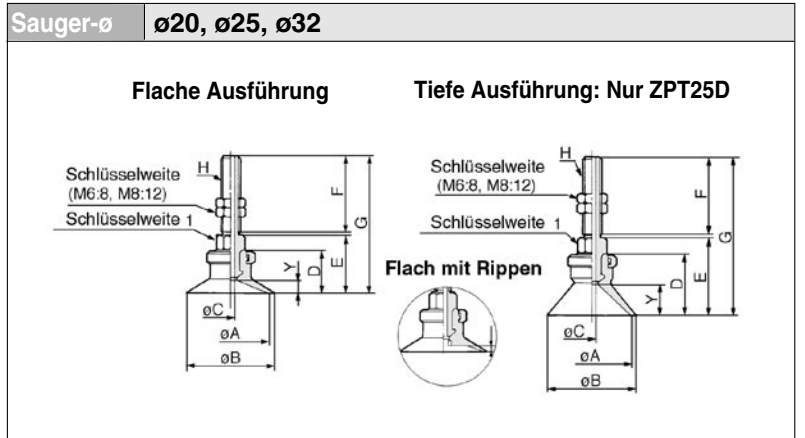 Sauger-ø
ø20, ø25, ø32
Flache Ausführung
Tiefe Ausführung: Nur ZPT25D
H
Schlüsselweite
(M6:8, M8:12)
Schlüsselweite 1
F
G
E
D
Y
øC
øA
øB
Flach mit Rippen
H
Schlüsselweite
(M6:8, M8:12)
Schlüsselweite 1
F
G
E
D
Y
øC
øA
øB